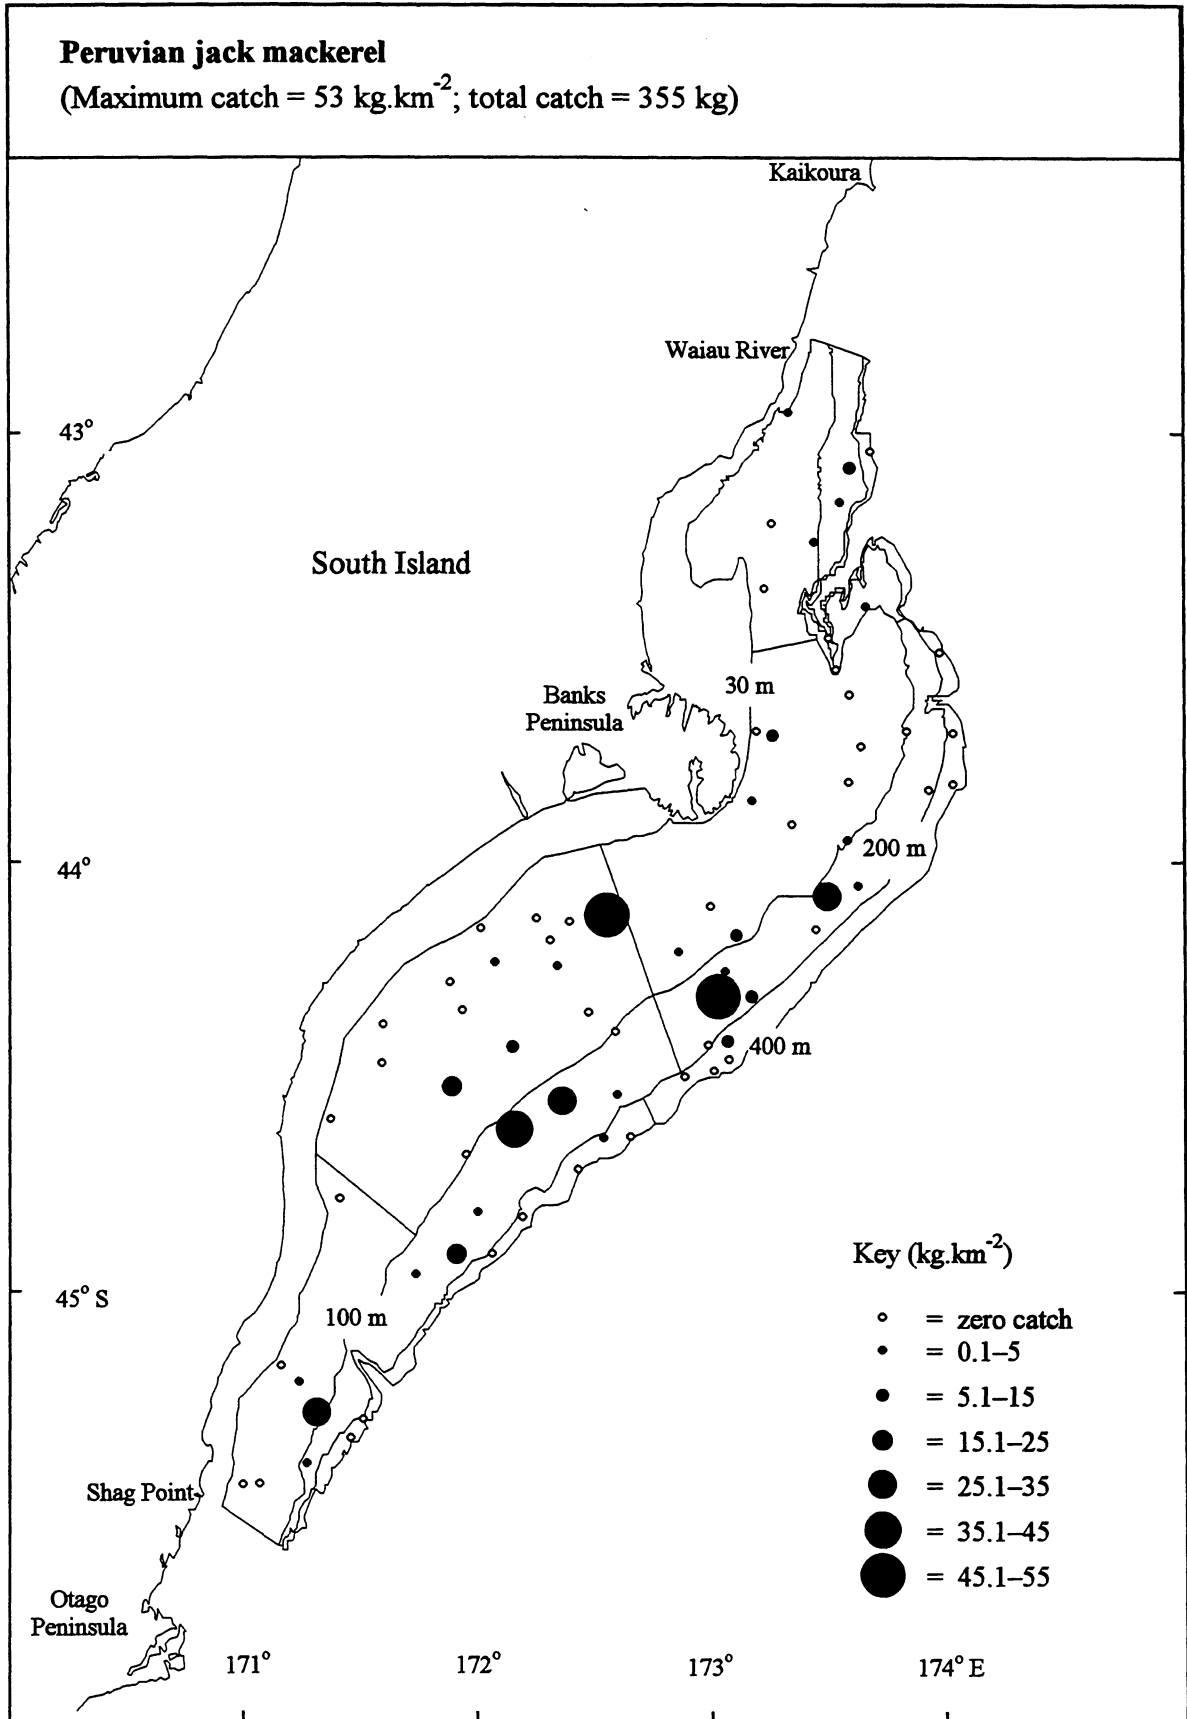 Peruvian jack mackerel
(Maximum catch = 53 kg.km-2; total catch = 355 kg)
Kaikoura
Waiau River
43°
South Island
30 m
Banks
Peninsula
200 m
44°
400 m
Key (kg.km-2)
45° S
100 m
= zero catch
= 0.1–5
= 5.1–15
= 15.1–25
= 25.1–35
= 35.1–45
= 45.1–55
Shag Point
Otago
Peninsula
171°
172°
173°
174° E